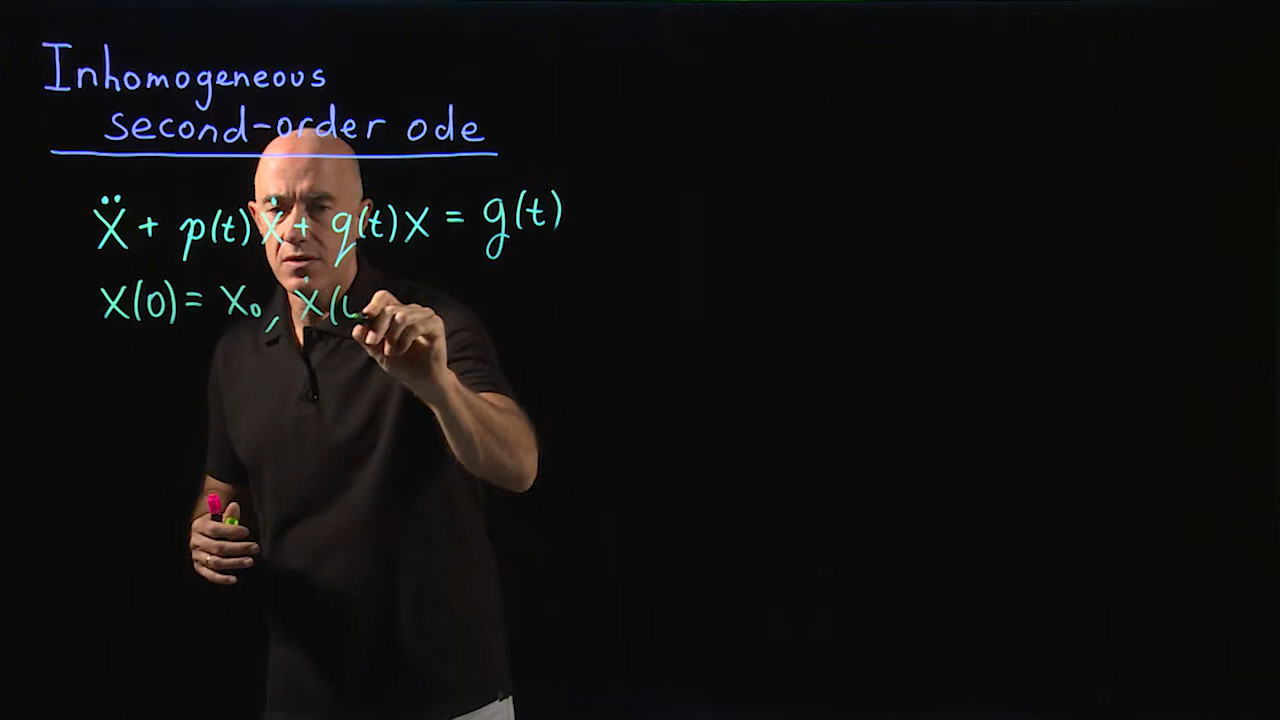 Inhomogeneous
second-order ode
ẍ + p(t)ẋ + q(t)x = g(t)
x(0) = x₀, ẋ(